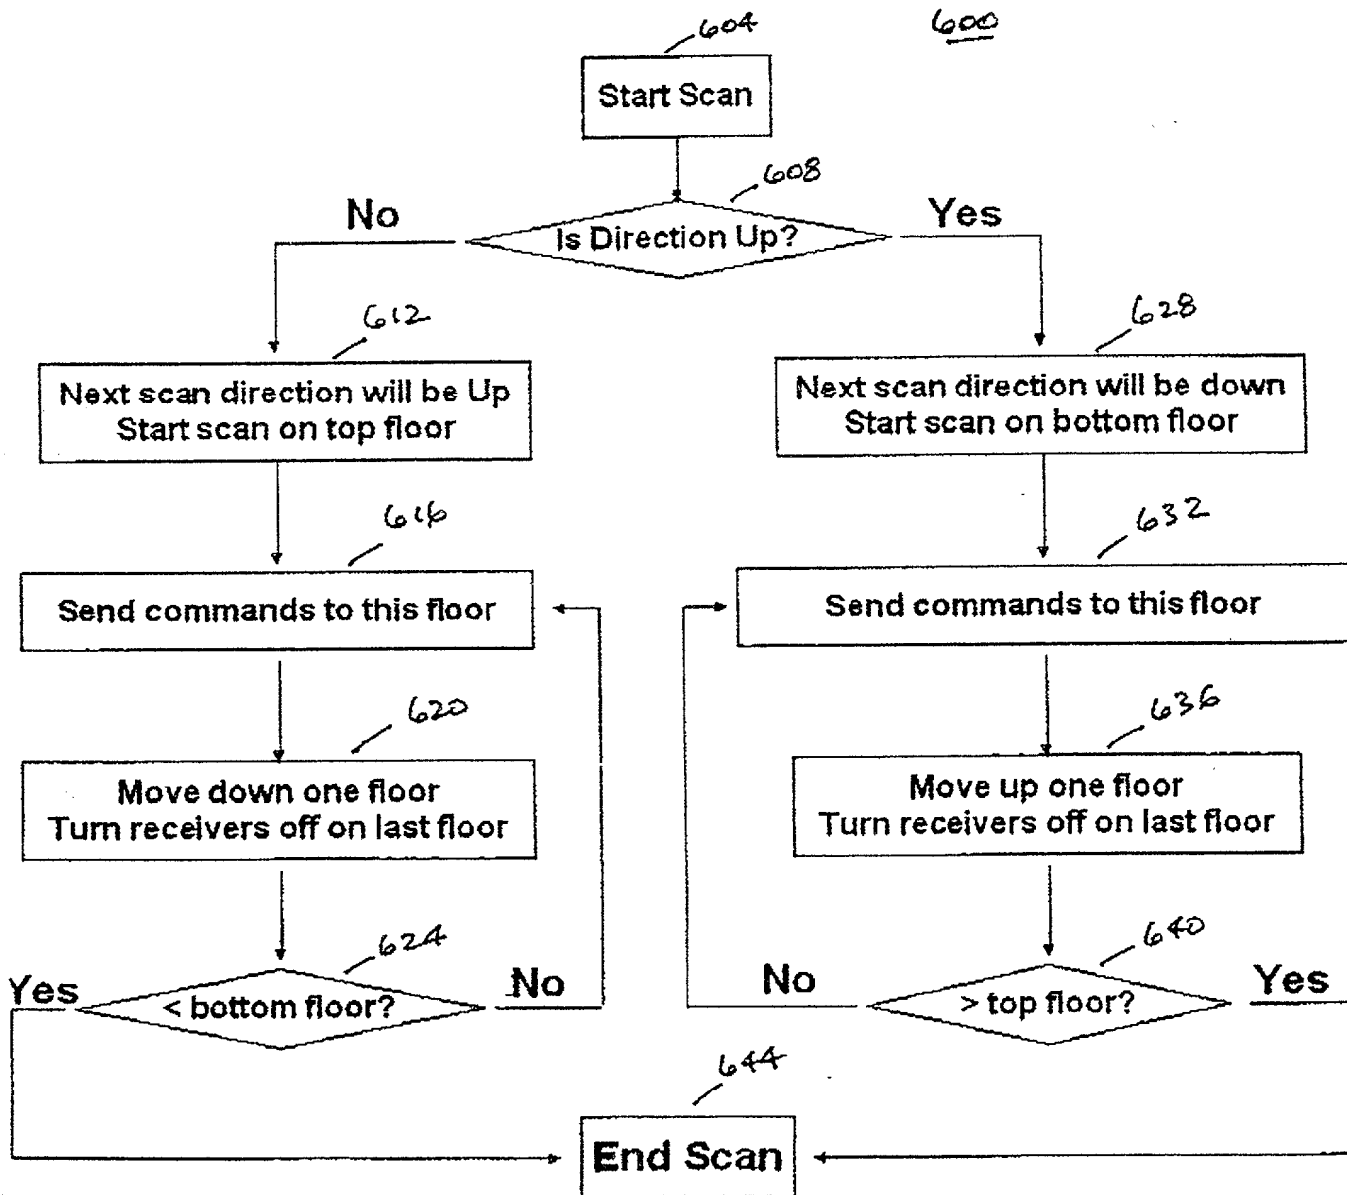 604
600
Start Scan
608
No
Yes
Is Direction Up?
612
628
Next scan direction will be Up
Start scan on top floor
Next scan direction will be down
Start scan on bottom floor
616
632
Send commands to this floor
Send commands to this floor
620
636
Move down one floor
Turn receivers off on last floor
Move up one floor
Turn receivers off on last floor
624
640
Yes
No
No
Yes
< bottom floor?
> top floor?
644
End Scan